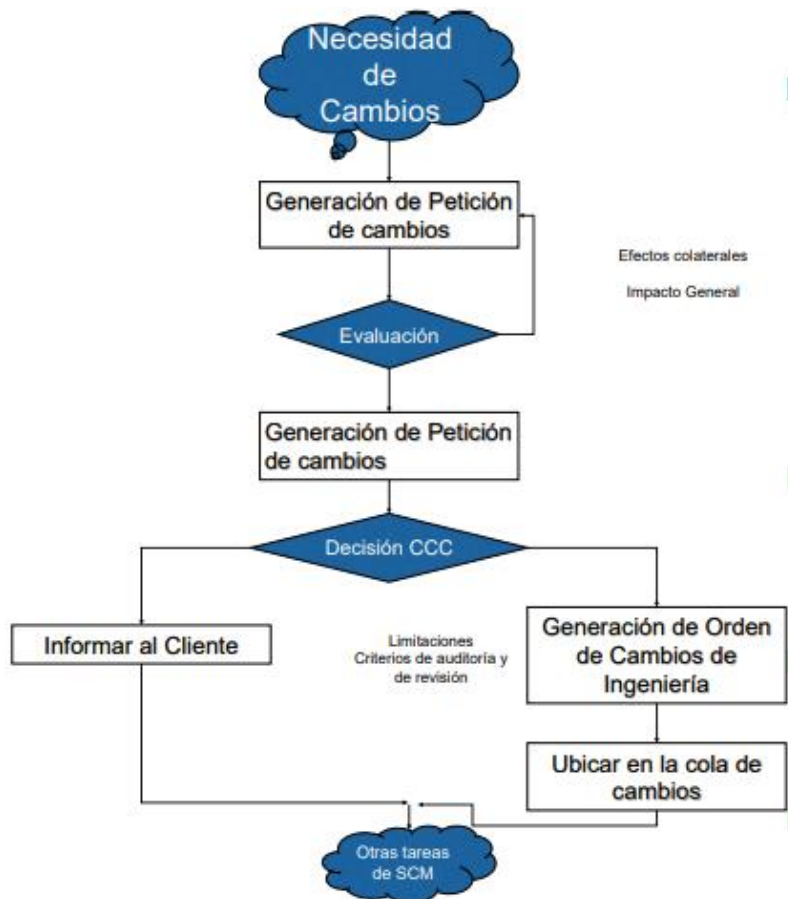 Necesidad
de
Cambios
Generación de Petición
de cambios
Efectos colaterales
Impacto General
Evaluación
Generación de Petición
de cambios
Decisión CCC
Informar al Cliente
Limitaciones
Criterios de auditoría y
de revisión
Generación de Orden
de Cambios de
Ingeniería
Ubicar en la cola de
cambios
Otras tareas
de SCM